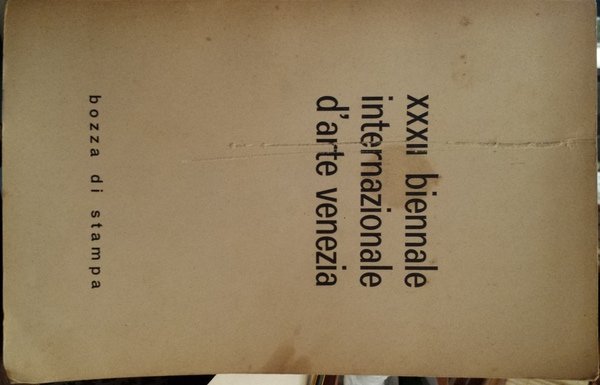 xxxii biennale
internazionale
d'arte venezia
bozza di stampa